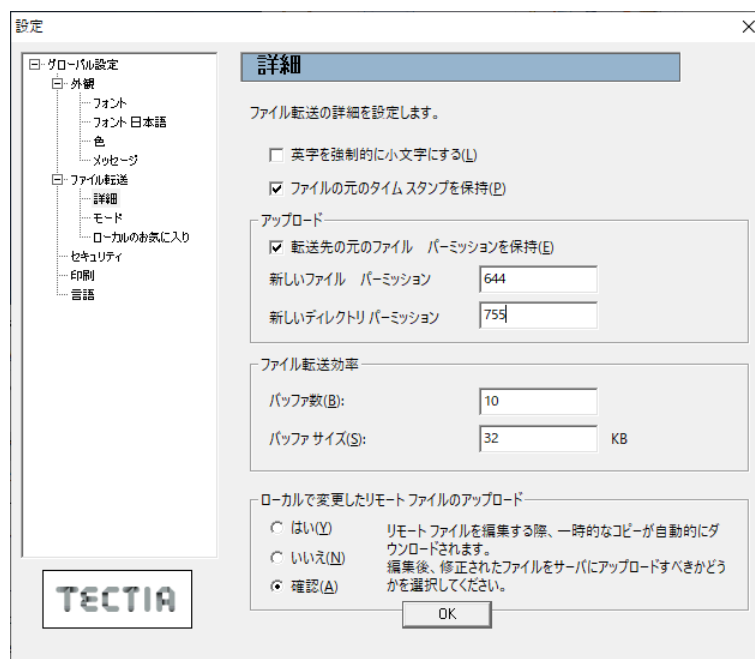 設定
グローバル設定
外観
フォント
フォント 日本語
色
メッセージ
ファイル転送
詳細
モード
ローカルのお気に入り
セキュリティ
印刷
言語
TECTIA
詳細
ファイル転送の詳細を設定します。
英字を強制的に小文字にする(L)
ファイルの元のタイム スタンプを保持(P)
アップロード
転送先の元のファイル パーミッションを保持(E)
新しいファイル パーミッション 644
新しいディレクトリ パーミッション 755
ファイル転送効率
バッファ数(B): 10
バッファ サイズ(S): 32 KB
ローカルで変更したリモート ファイルのアップロード
はい(Y)
いいえ(N)
確認(A)
リモート ファイルを編集する際、一時的なコピーが自動的にダ
ウンロードされます。
編集後、修正されたファイルをサーバにアップロードすべきかどう
かを選択してください。
OK